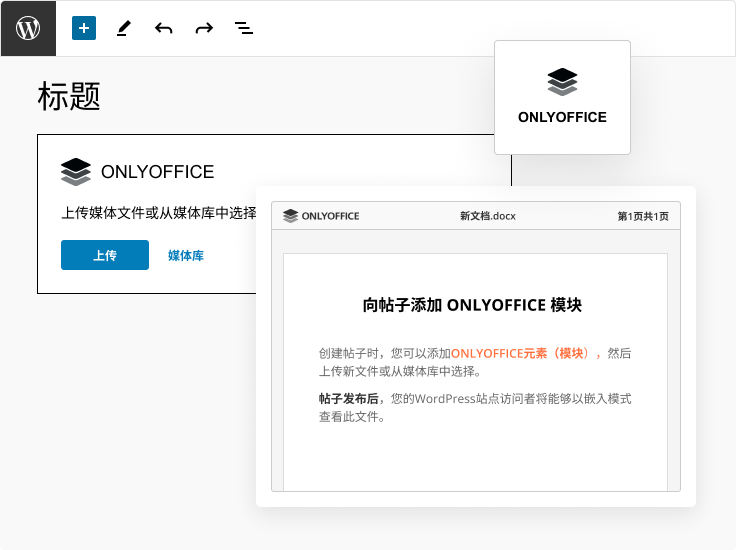 标题
ONLYOFFICE
ONLYOFFICE
上传媒体文件或从媒体库中选择
上传
媒体库
ONLYOFFICE
新文档.docx
第1页共1页
向帖子添加 ONLYOFFICE 模块
创建帖子时，您可以添加ONLYOFFICE元素（模块），然后
上传新文件或从媒体库中选择。
帖子发布后，您的WordPress站点访问者将能够以嵌入模式
查看此文件。